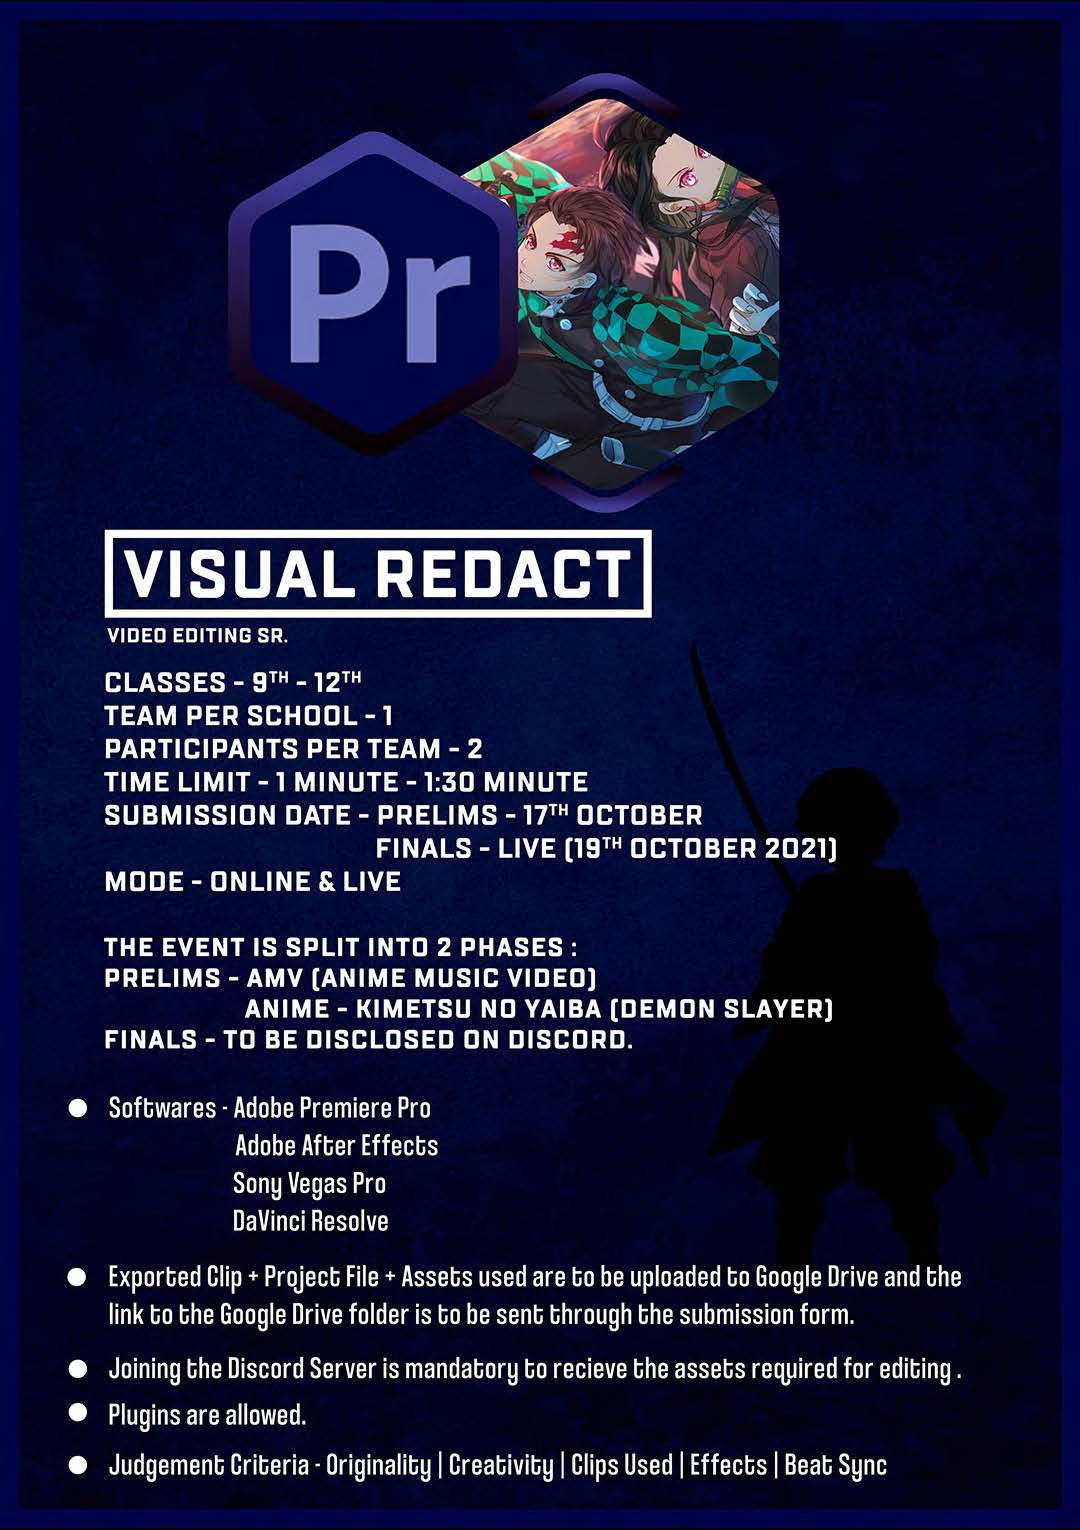 Pr
VISUAL REDACT
VIDEO EDITING SR.
CLASSES - 9TH - 12TH
TEAM PER SCHOOL - 1
PARTICIPANTS PER TEAM - 2
TIME LIMIT - 1 MINUTE - 1:30 MINUTE
SUBMISSION DATE - PRELIMS - 17TH OCTOBER
FINALS - LIVE (19TH OCTOBER 2021)
MODE - ONLINE & LIVE
THE EVENT IS SPLIT INTO 2 PHASES :
PRELIMS - AMV (ANIME MUSIC VIDEO)
ANIME - KIMETSU NO YAIBA (DEMON SLAYER)
FINALS - TO BE DISCLOSED ON DISCORD.
● Softwares - Adobe Premiere Pro
Adobe After Effects
Sony Vegas Pro
DaVinci Resolve
● Exported Clip + Project File + Assets used are to be uploaded to Google Drive and the
link to the Google Drive folder is to be sent through the submission form.
● Joining the Discord Server is mandatory to recieve the assets required for editing .
● Plugins are allowed.
● Judgement Criteria - Originality | Creativity | Clips Used | Effects | Beat Sync